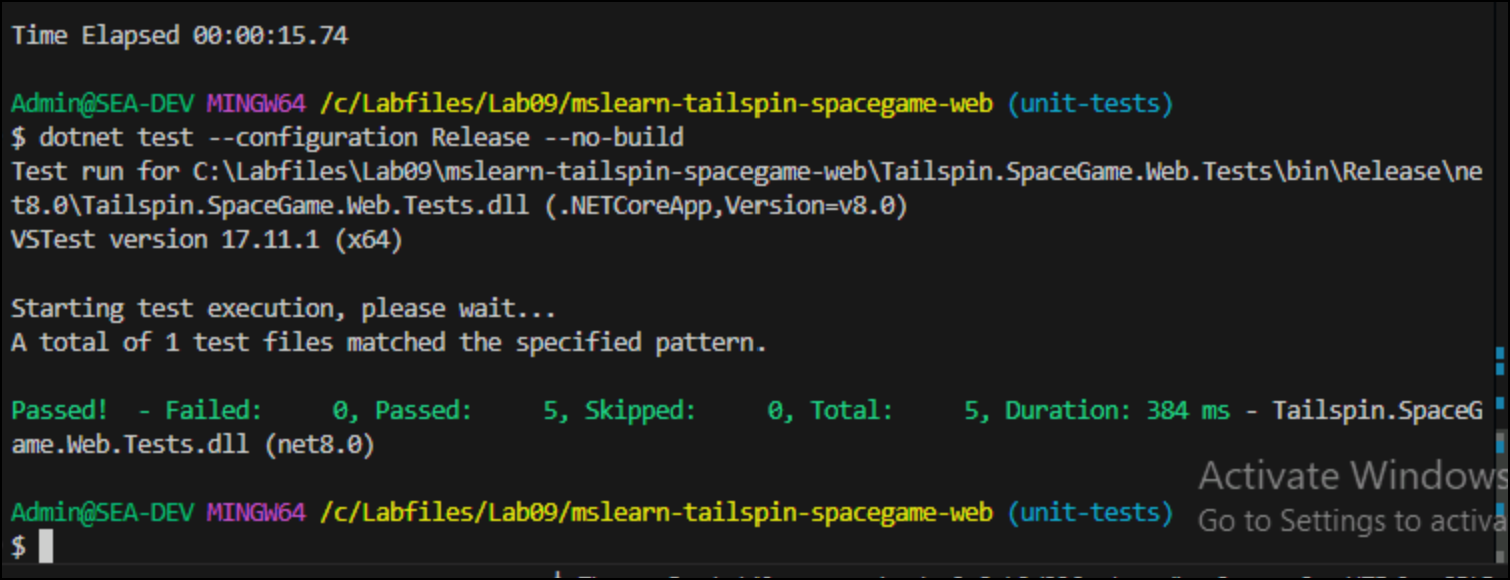 Time Elapsed 00:00:15.74
Admin@SEA-DEV MINGW64 /c/Labfiles/Lab09/mslearn-tailspin-spacegame-web (unit-tests)
$ dotnet test --configuration Release --no-build
Test run for C:\Labfiles\Lab09\mslearn-tailspin-spacegame-web\Tailspin.SpaceGame.Web.Tests\bin\Release\ne
t8.0\Tailspin.SpaceGame.Web.Tests.dll (.NETCoreApp,Version=v8.0)
VSTest version 17.11.1 (x64)
Starting test execution, please wait...
A total of 1 test files matched the specified pattern.
Passed!  - Failed:     0, Passed:     5, Skipped:     0, Total:     5, Duration: 384 ms - Tailspin.SpaceG
ame.Web.Tests.dll (net8.0)
Activate Windows
Admin@SEA-DEV MINGW64 /c/Labfiles/Lab09/mslearn-tailspin-spacegame-web (unit-tests)
Go to Settings to activa
$